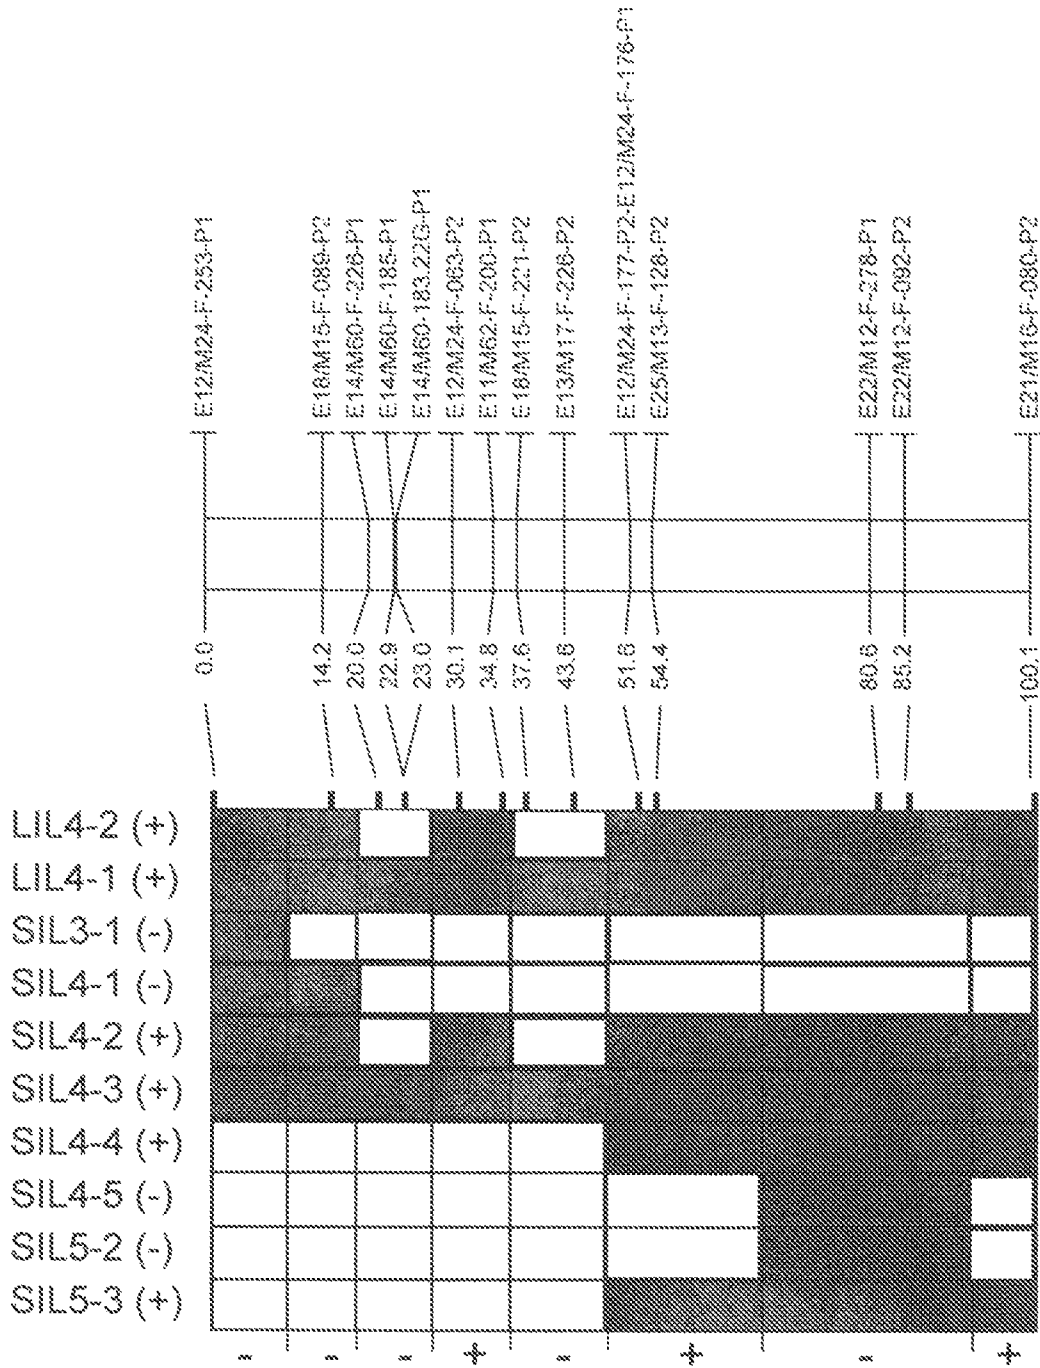 E12/M24-F-253-P1
E18/M15-F-089-P2
E14/M60-F-226-P1
E14/M60-F-185-P1
E14/M60-183.22G-P1
E12/M24-F-063-P2
E11/M62-F-200-P1
E18/M15-F-221-P2
E13/M17-F-226-P2
E12/M24-F-177-P2-E12/M24-F-176-P1
E25/M13-F-128-P2
E22/M12-F-278-P1
E22/M12-F-092-P2
E21/M16-F-080-P2
0.0
14.2
20.0
22.9
23.0
30.1
34.8
37.6
43.6
51.6
54.4
80.6
85.2
100.1
LIL4-2 (+)
LIL4-1 (+)
SIL3-1 (-)
SIL4-1 (-)
SIL4-2 (+)
SIL4-3 (+)
SIL4-4 (+)
SIL4-5 (-)
SIL5-2 (-)
SIL5-3 (+)
- - - + - + - +